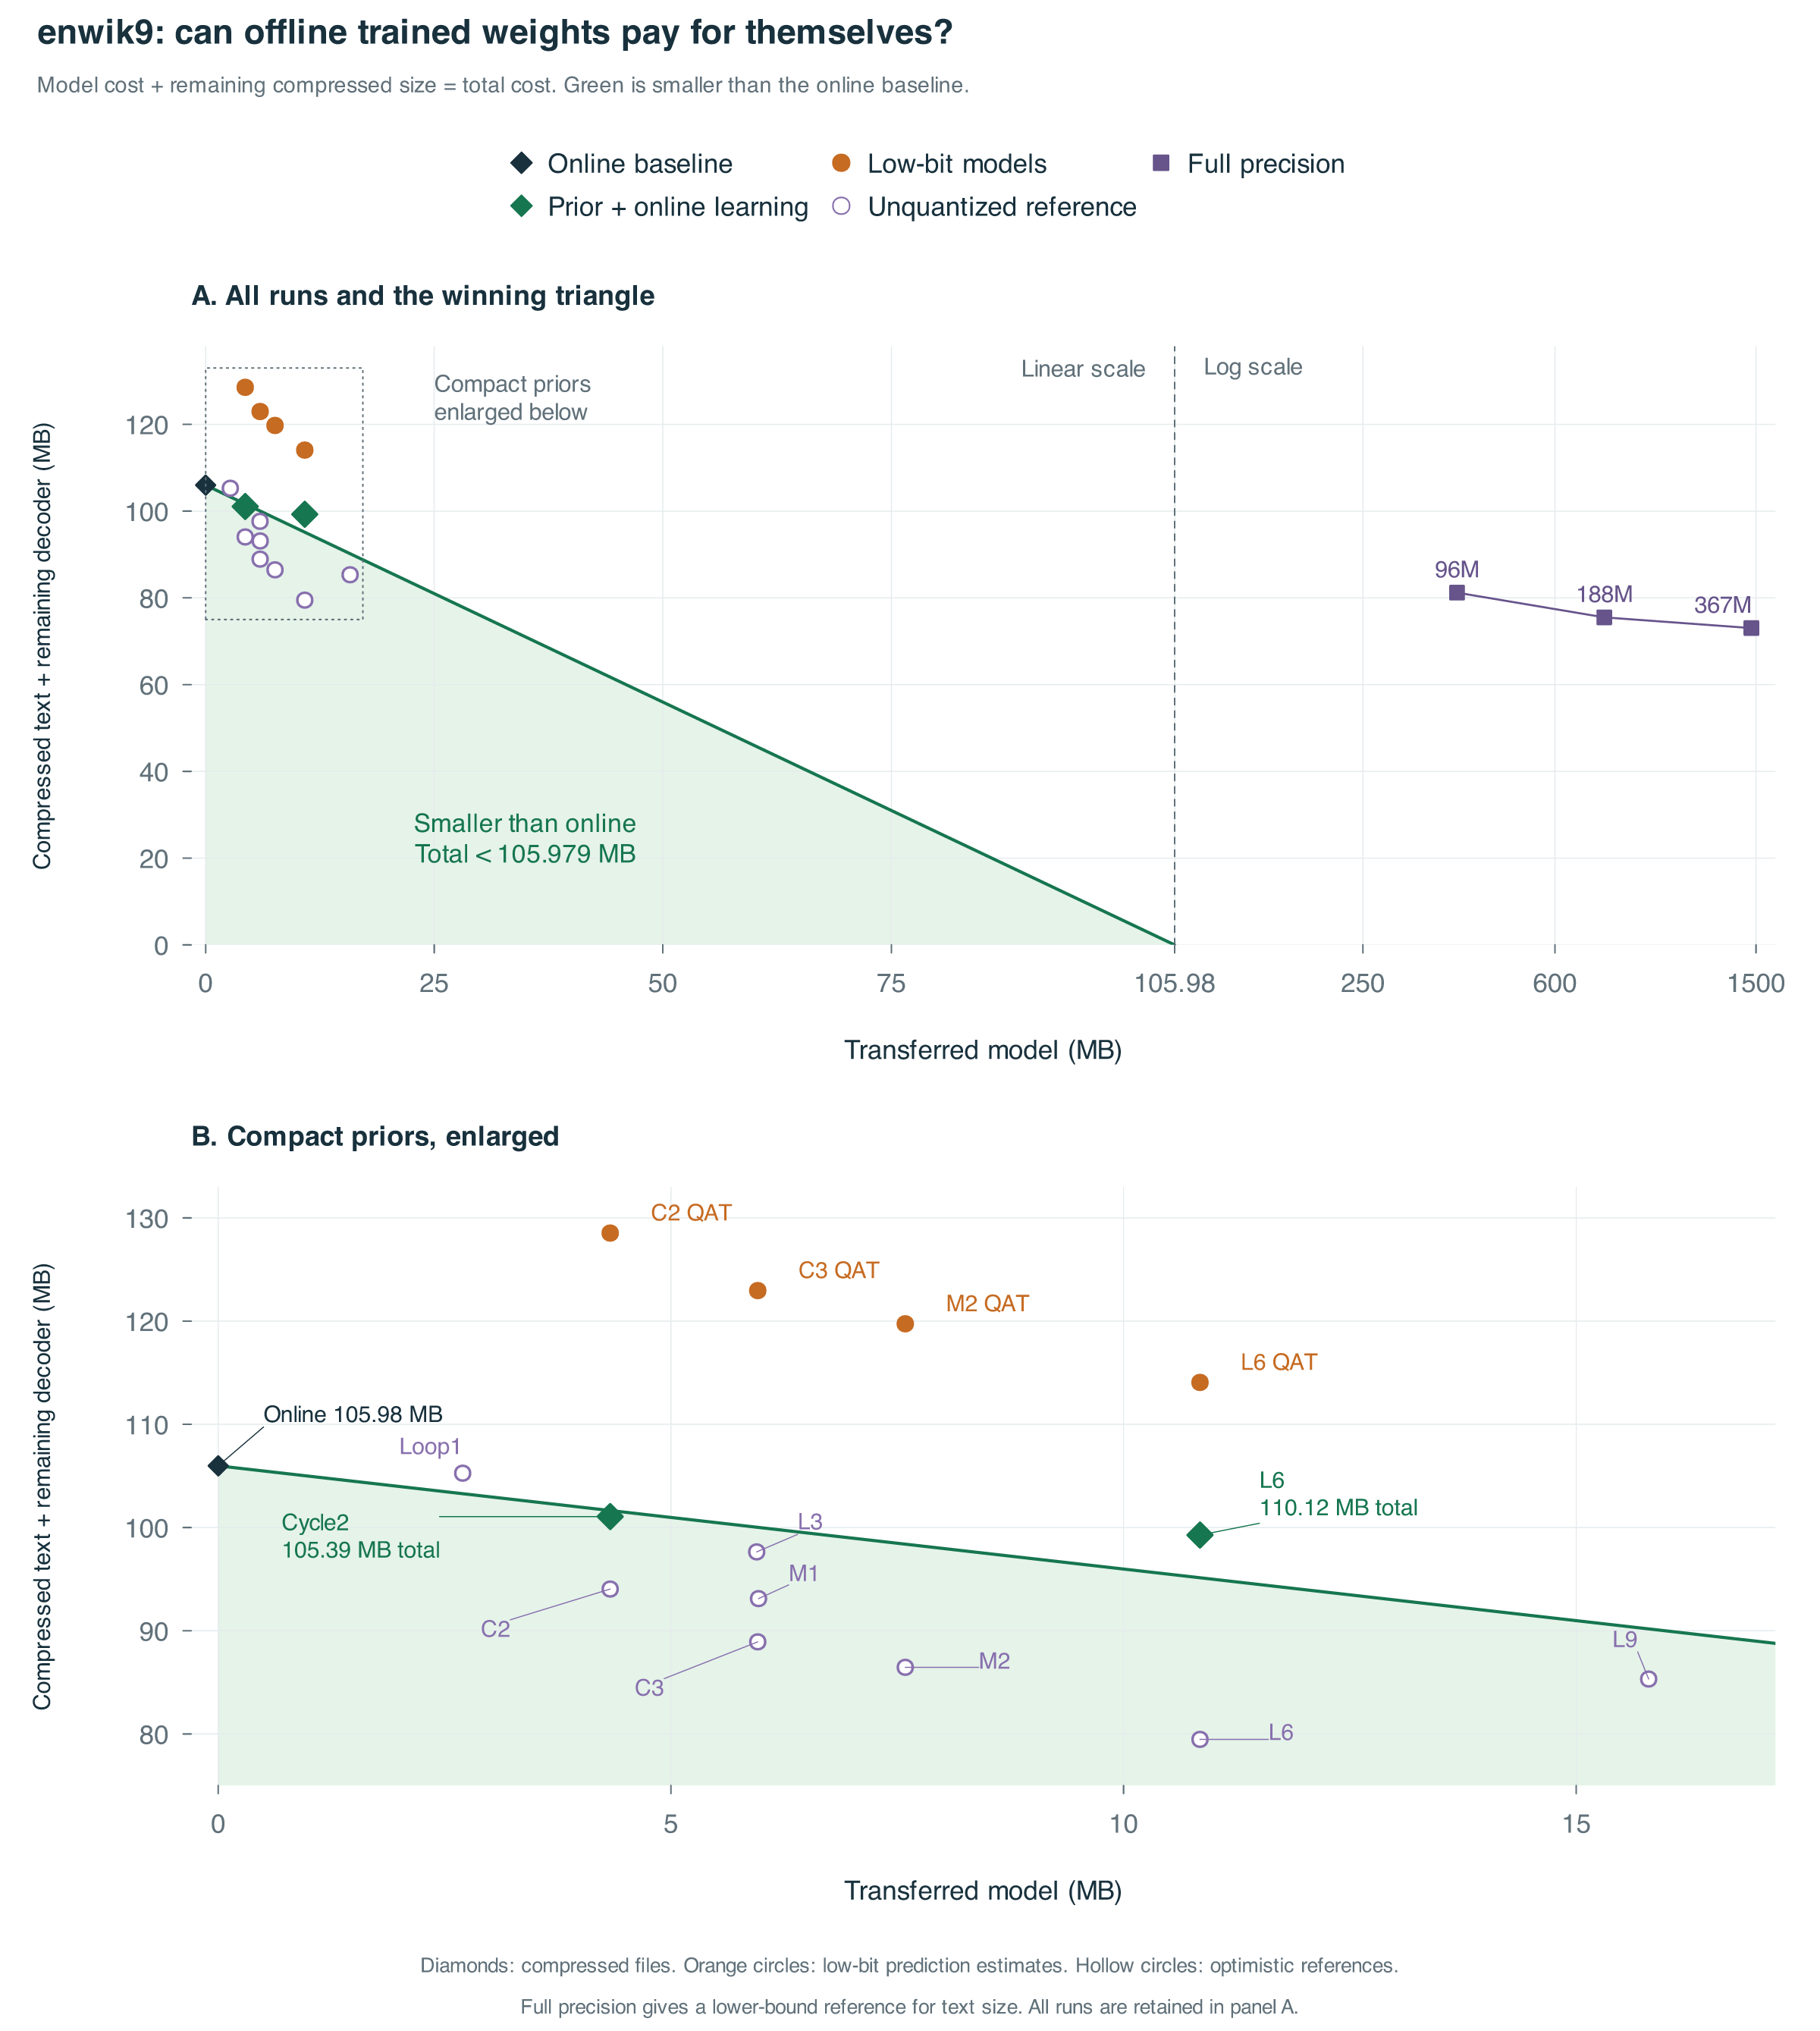 enwik9: can offline trained weights pay for themselves?
Model cost + remaining compressed size = total cost. Green is smaller than the online baseline.
Online baseline
Low-bit models
Full precision
Prior + online learning
Unquantized reference
A. All runs and the winning triangle
Compressed text + remaining decoder (MB)
120
100
80
60
40
20
0
Compact priors
enlarged below
Linear scale
Log scale
96M
188M
367M
Smaller than online
Total < 105.979 MB
0
25
50
75
105.98
250
600
1500
Transferred model (MB)
B. Compact priors, enlarged
Compressed text + remaining decoder (MB)
130
120
110
100
90
80
C2 QAT
C3 QAT
M2 QAT
L6 QAT
Online 105.98 MB
Loop1
L6
110.12 MB total
Cycle2
105.39 MB total
L3
M1
C2
C3
M2
L9
L6
0
5
10
15
Transferred model (MB)
Diamonds: compressed files. Orange circles: low-bit prediction estimates. Hollow circles: optimistic references.
Full precision gives a lower-bound reference for text size. All runs are retained in panel A.